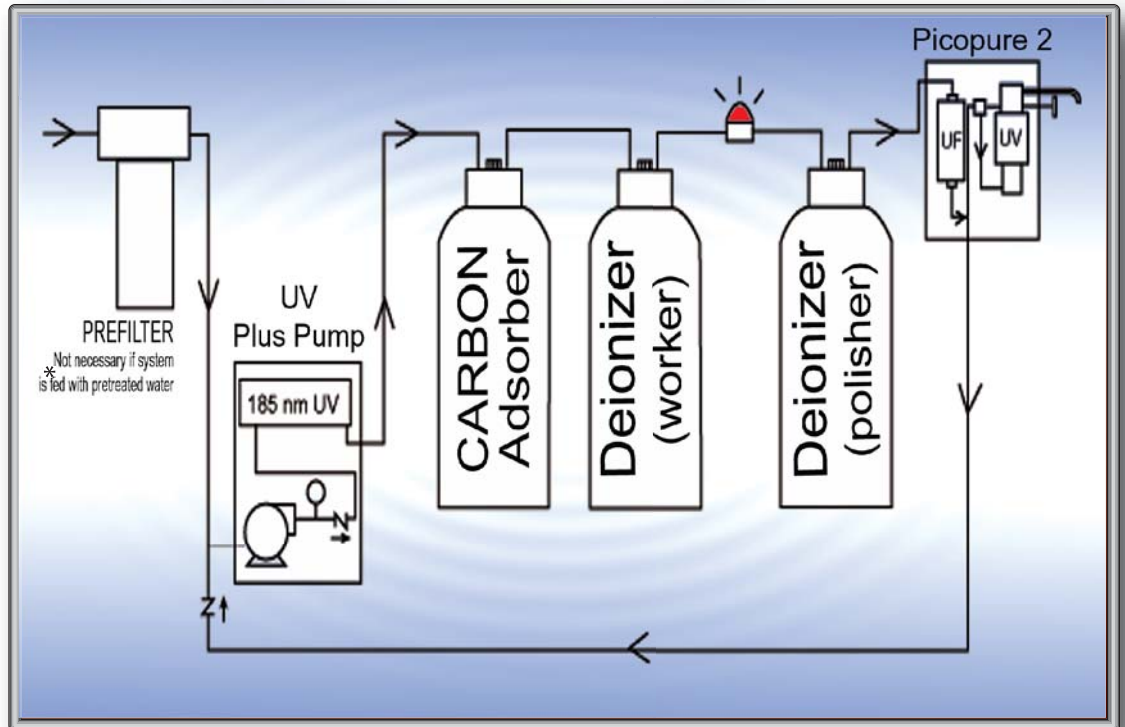 Picopure 2
UF
UV
PREFILTER
Not necessary if system
*is fed with pretreated water
UV
Plus Pump
185 nm UV
CARBON
Adsorber
Deionizer
(worker)
Deionizer
(polisher)